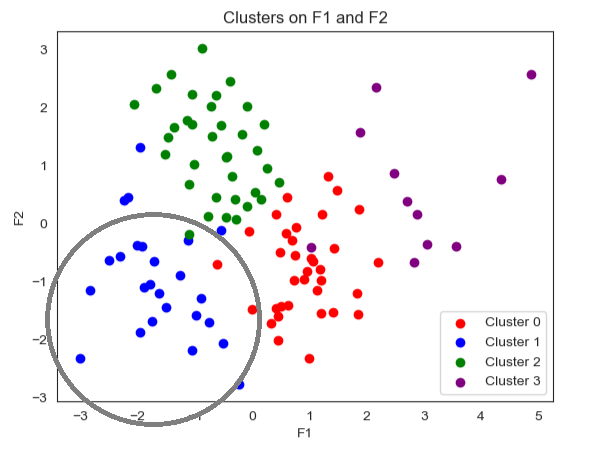 Clusters on F1 and F2
3
2
1
0
−1
−2
−3
F2
−3
−2
−1
0
1
2
3
4
5
F1
Cluster 0
Cluster 1
Cluster 2
Cluster 3